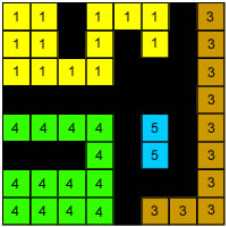 1 1 1 1 1 3
1 1 1 1 3
1 1 1 1 3
3
4 4 4 4 5 3
4 5 3
4 4 4 4 3
4 4 4 4 3 3 3